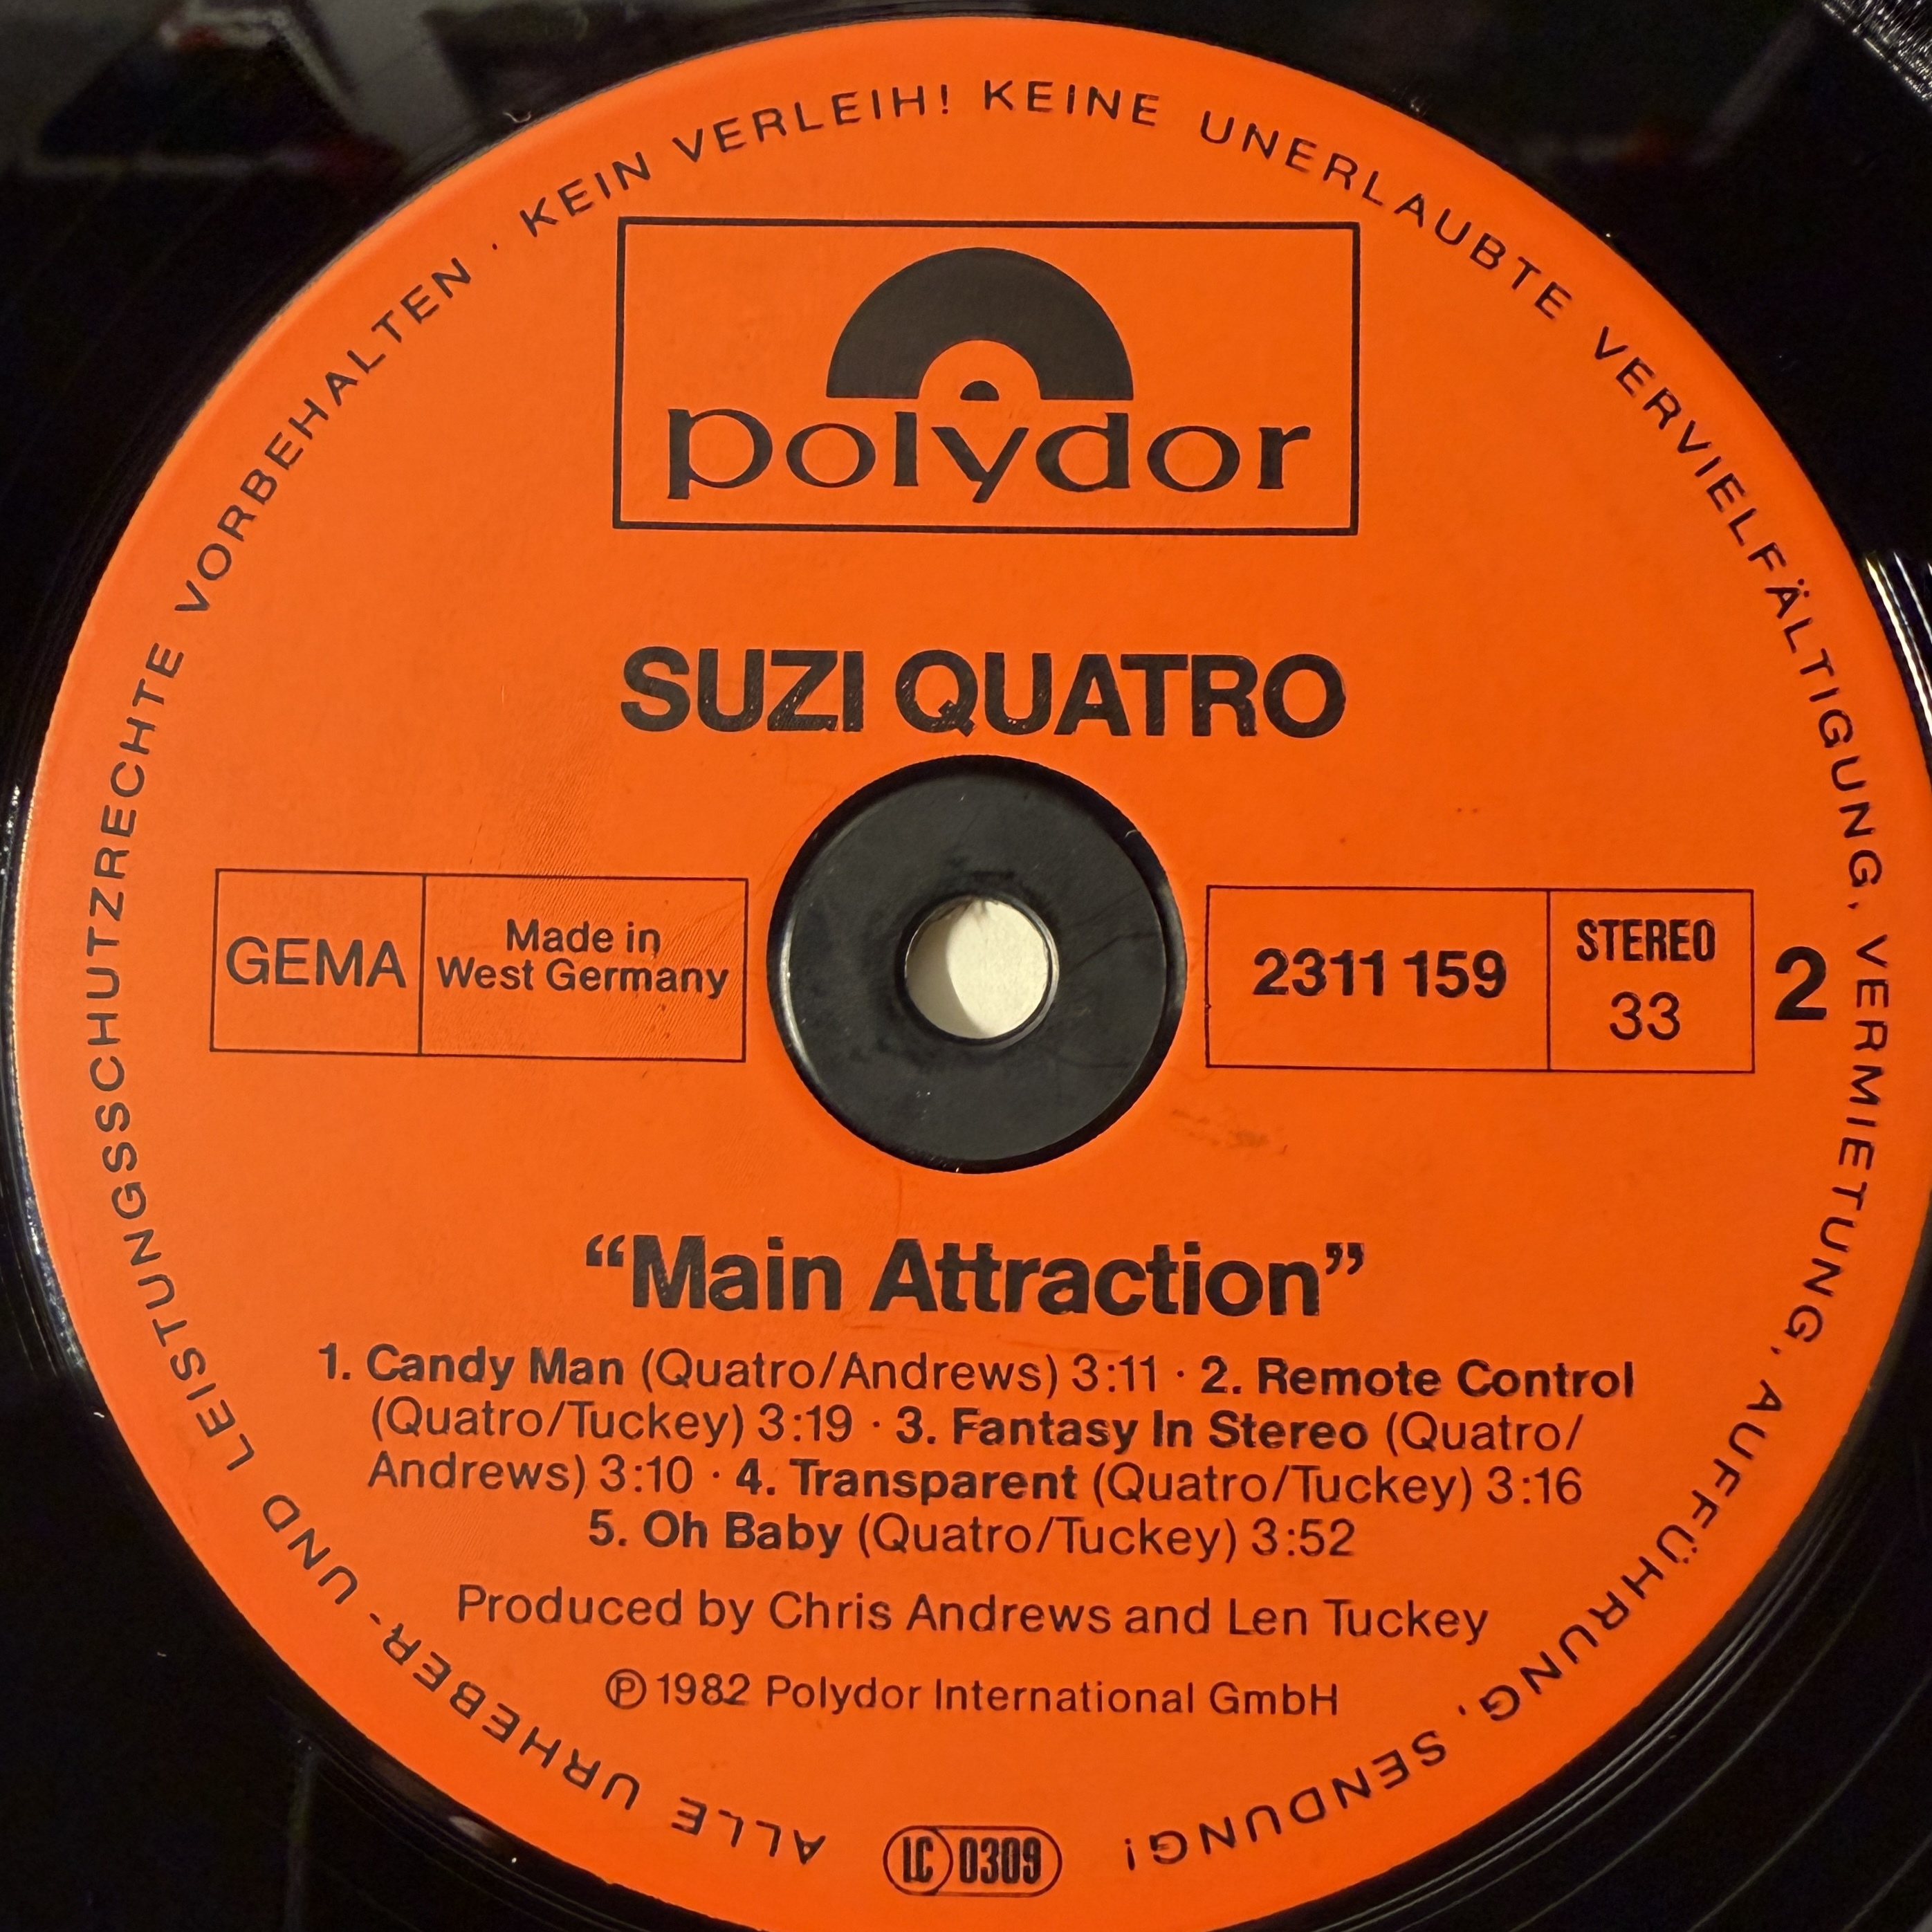 ALLE URHEBER- UND LEISTUNGSSCHUTZRECHTE VORBEHALTEN · KEIN VERLEIH! KEINE UNERLAUBTE VERVIELFÄLTIGUNG, VERMIETUNG, AUFFÜHRUNG, SENDUNG!
polydor
SUZI QUATRO
GEMA
Made in
West Germany
2311 159
STEREO
33
2
“Main Attraction”
1. Candy Man (Quatro/Andrews) 3:11 · 2. Remote Control
(Quatro/Tuckey) 3:19 · 3. Fantasy In Stereo (Quatro/
Andrews) 3:10 · 4. Transparent (Quatro/Tuckey) 3:16
5. Oh Baby (Quatro/Tuckey) 3:52
Produced by Chris Andrews and Len Tuckey
℗ 1982 Polydor International GmbH
LC 0309